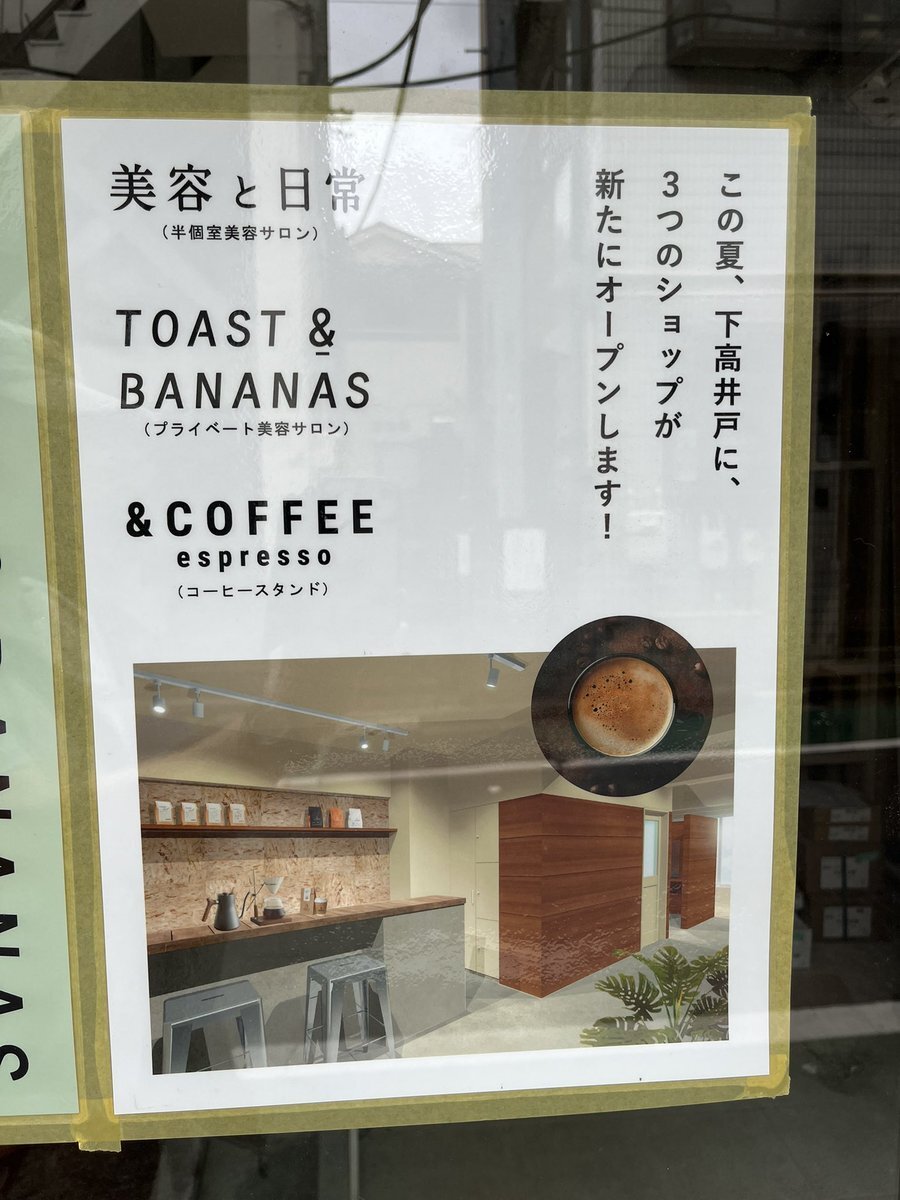 この夏、下高井戸に、
3つのショップが
新たにオープンします!
美容と日常
(半個室美容サロン)
TOAST &
BANANAS
(プライベート美容サロン)
&COFFEE
espresso
(コーヒースタンド)